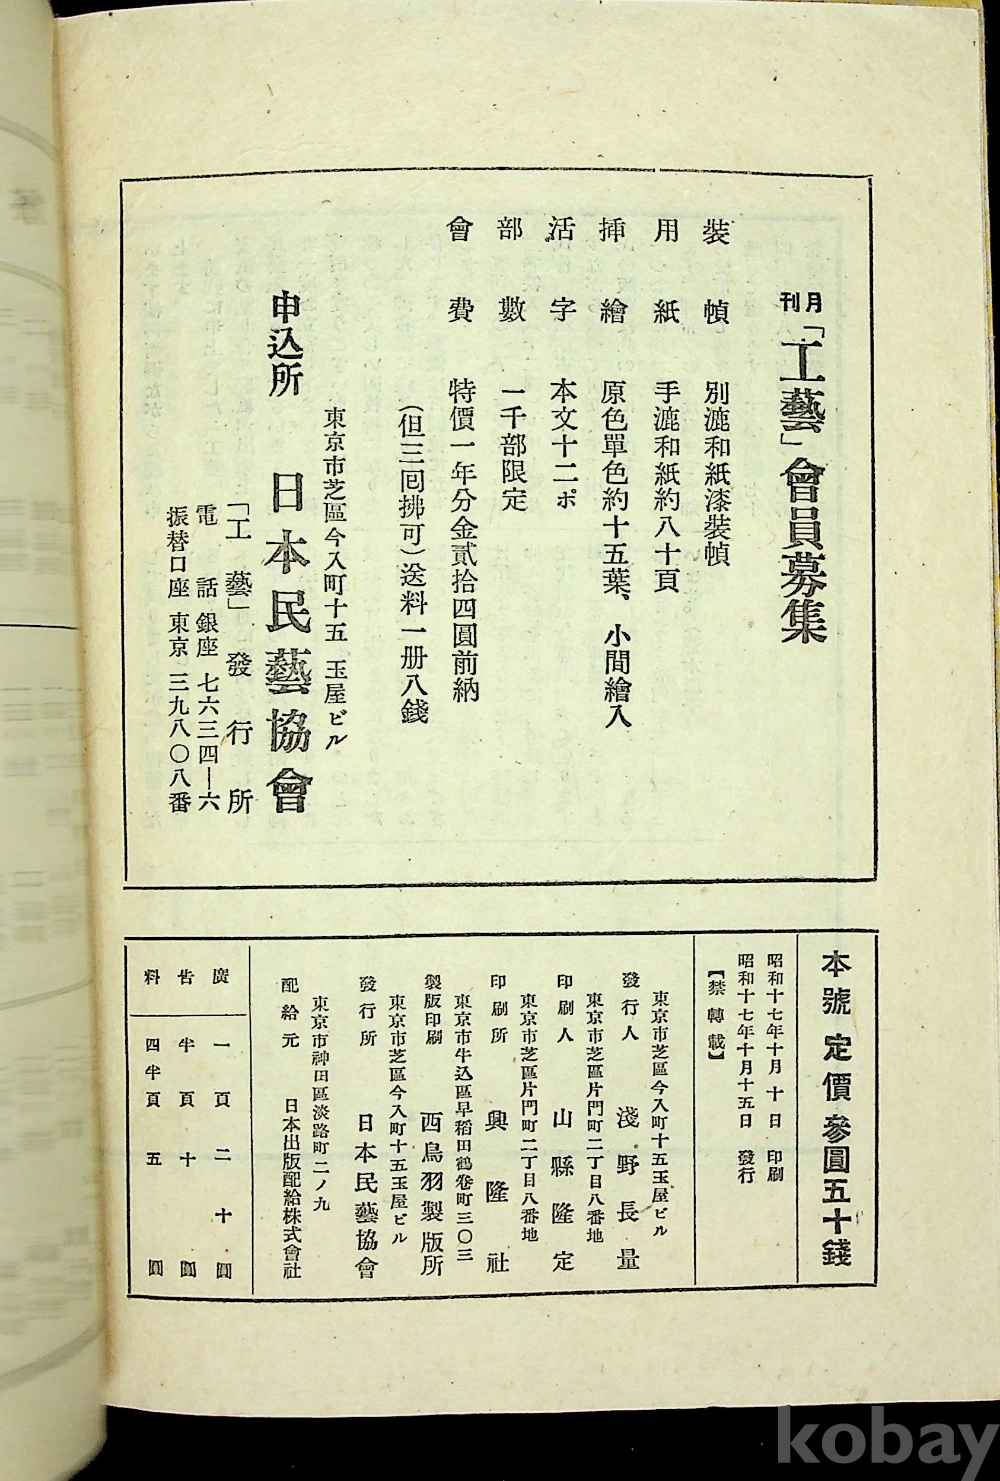 月刊「工藝」會員募集
裝幀 別漉和紙漆裝幀
用紙 手漉和紙約八十頁
挿繪 原色單色約十五葉、小間繪入
活字 本文十二ポ
部數 一千部限定
會費 特價一年分金貳拾四圓前納
(但三回拂可)送料一册八錢
東京市芝區今入町十五 玉屋ビル
申込所 日本民藝協會
「工藝」發行所
電話 銀座 七六三四—六
振替口座 東京 三九八〇八番
本號 定價參圓五十錢
昭和十七年十月 十日 印刷
昭和十七年十月十五日 發行
【禁轉載】
東京市芝區今入町十五玉屋ビル
發行人 淺野長量
東京市芝區片門町二丁目八番地
印刷人 山縣隆定
東京市芝區片門町二丁目八番地
印刷所 興隆社
東京市牛込區早稻田鶴卷町三〇三
製版印刷 西鳥羽製版所
東京市芝區今入町十五玉屋ビル
發行所 日本民藝協會
東京市神田區淡路町二ノ九
配給元 日本出版配給株式會社
廣告料
一頁 二十圓
半頁 十圓
四半頁 五圓
kobay